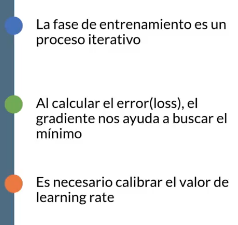 La fase de entrenamiento es un
proceso iterativo
Al calcular el error(loss), el
gradiente nos ayuda a buscar el
mínimo
Es necesario calibrar el valor de
learning rate